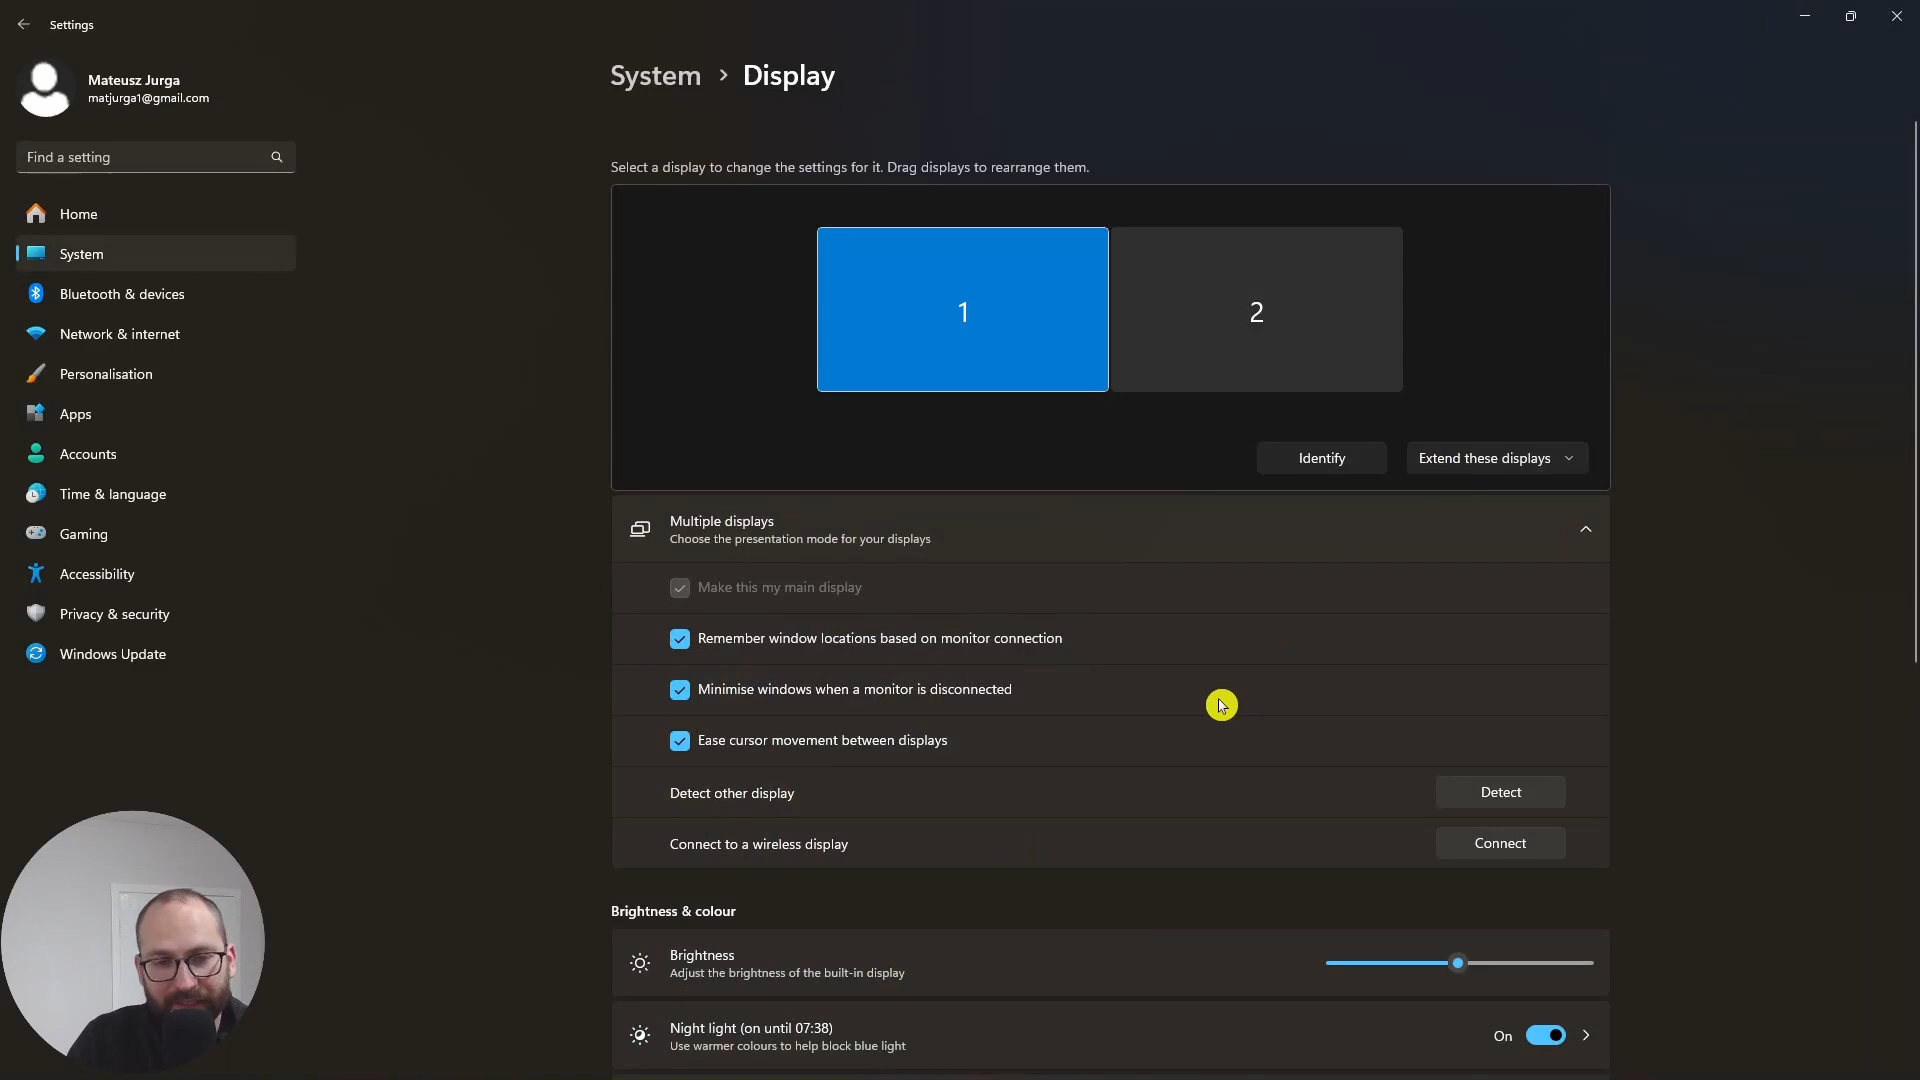 Settings
Mateusz Jurga
matjurga1@gmail.com
Find a setting
Home
System
Bluetooth & devices
Network & internet
Personalisation
Apps
Accounts
Time & language
Gaming
Accessibility
Privacy & security
Windows Update
System > Display
Select a display to change the settings for it. Drag displays to rearrange them.
1
2
Identify
Extend these displays
Multiple displays
Choose the presentation mode for your displays
Make this my main display
Remember window locations based on monitor connection
Minimise windows when a monitor is disconnected
Ease cursor movement between displays
Detect other display
Detect
Connect to a wireless display
Connect
Brightness & colour
Brightness
Adjust the brightness of the built-in display
Night light (on until 07:38)
Use warmer colours to help block blue light
On